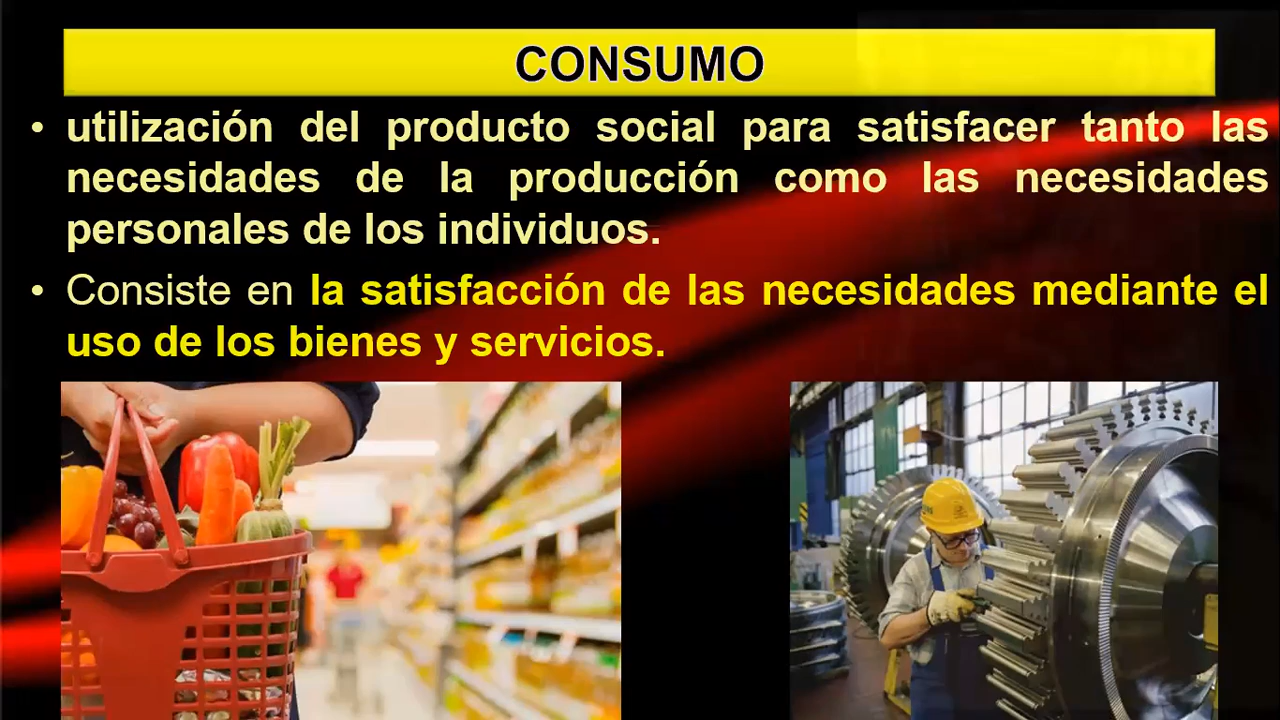 CONSUMO
• utilización del producto social para satisfacer tanto las
necesidades de la producción como las necesidades
personales de los individuos.
• Consiste en la satisfacción de las necesidades mediante el
uso de los bienes y servicios.